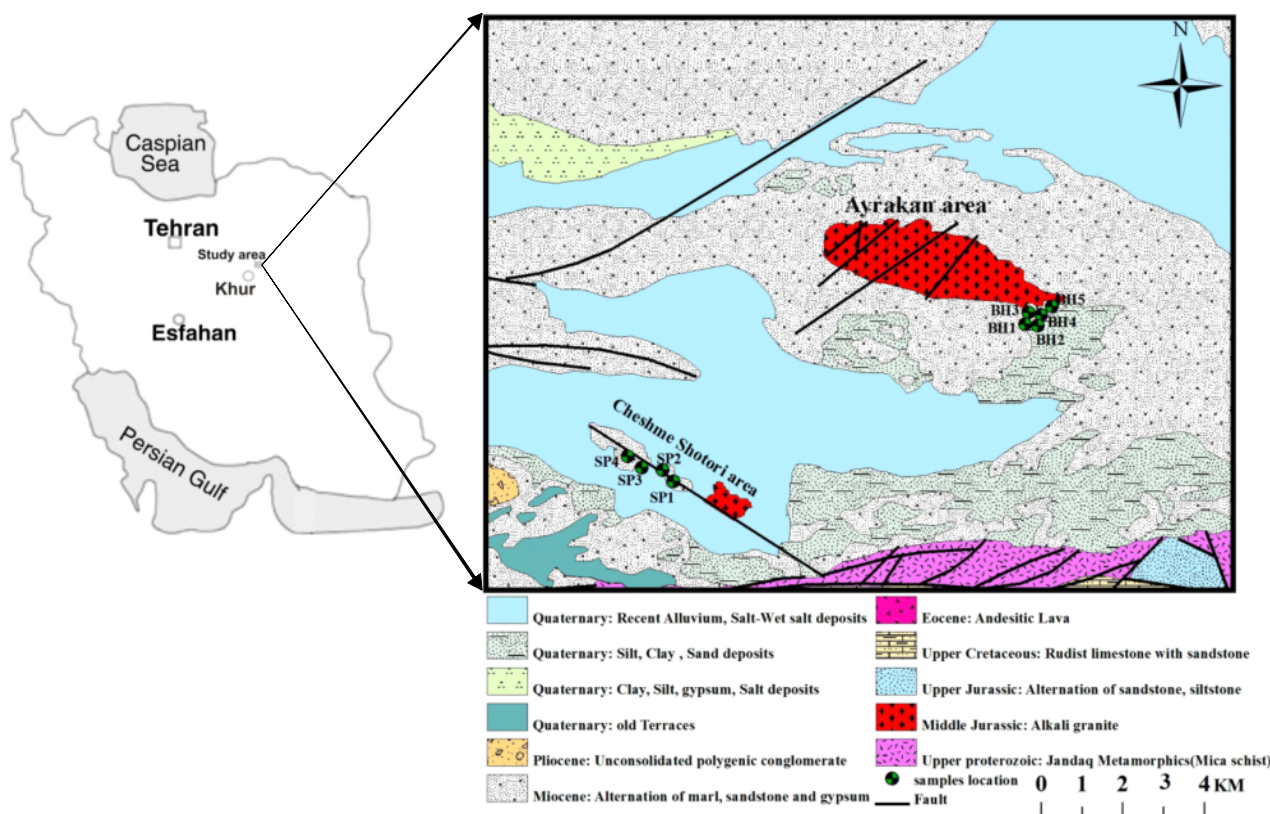 Caspian
Sea
Tehran
Study area
Khur
Esfahan
Persian Gulf
N
Ayrakan area
BH5
BH3
BH4
BH1
BH2
Cheshme Shotori area
SP4
SP2
SP3
SP1
Quaternary: Recent Alluvium, Salt-Wet salt deposits
Quaternary: Silt, Clay , Sand deposits
Quaternary: Clay, Silt, gypsum, Salt deposits
Quaternary: old Terraces
Pliocene: Unconsolidated polygenic conglomerate
Miocene: Alternation of marl, sandstone and gypsum
Eocene: Andesitic Lava
Upper Cretaceous: Rudist limestone with sandstone
Upper Jurassic: Alternation of sandstone, siltstone
Middle Jurassic: Alkali granite
Upper proterozoic: Jandaq Metamorphics(Mica schist)
samples location
Fault
0 1 2 3 4 KM